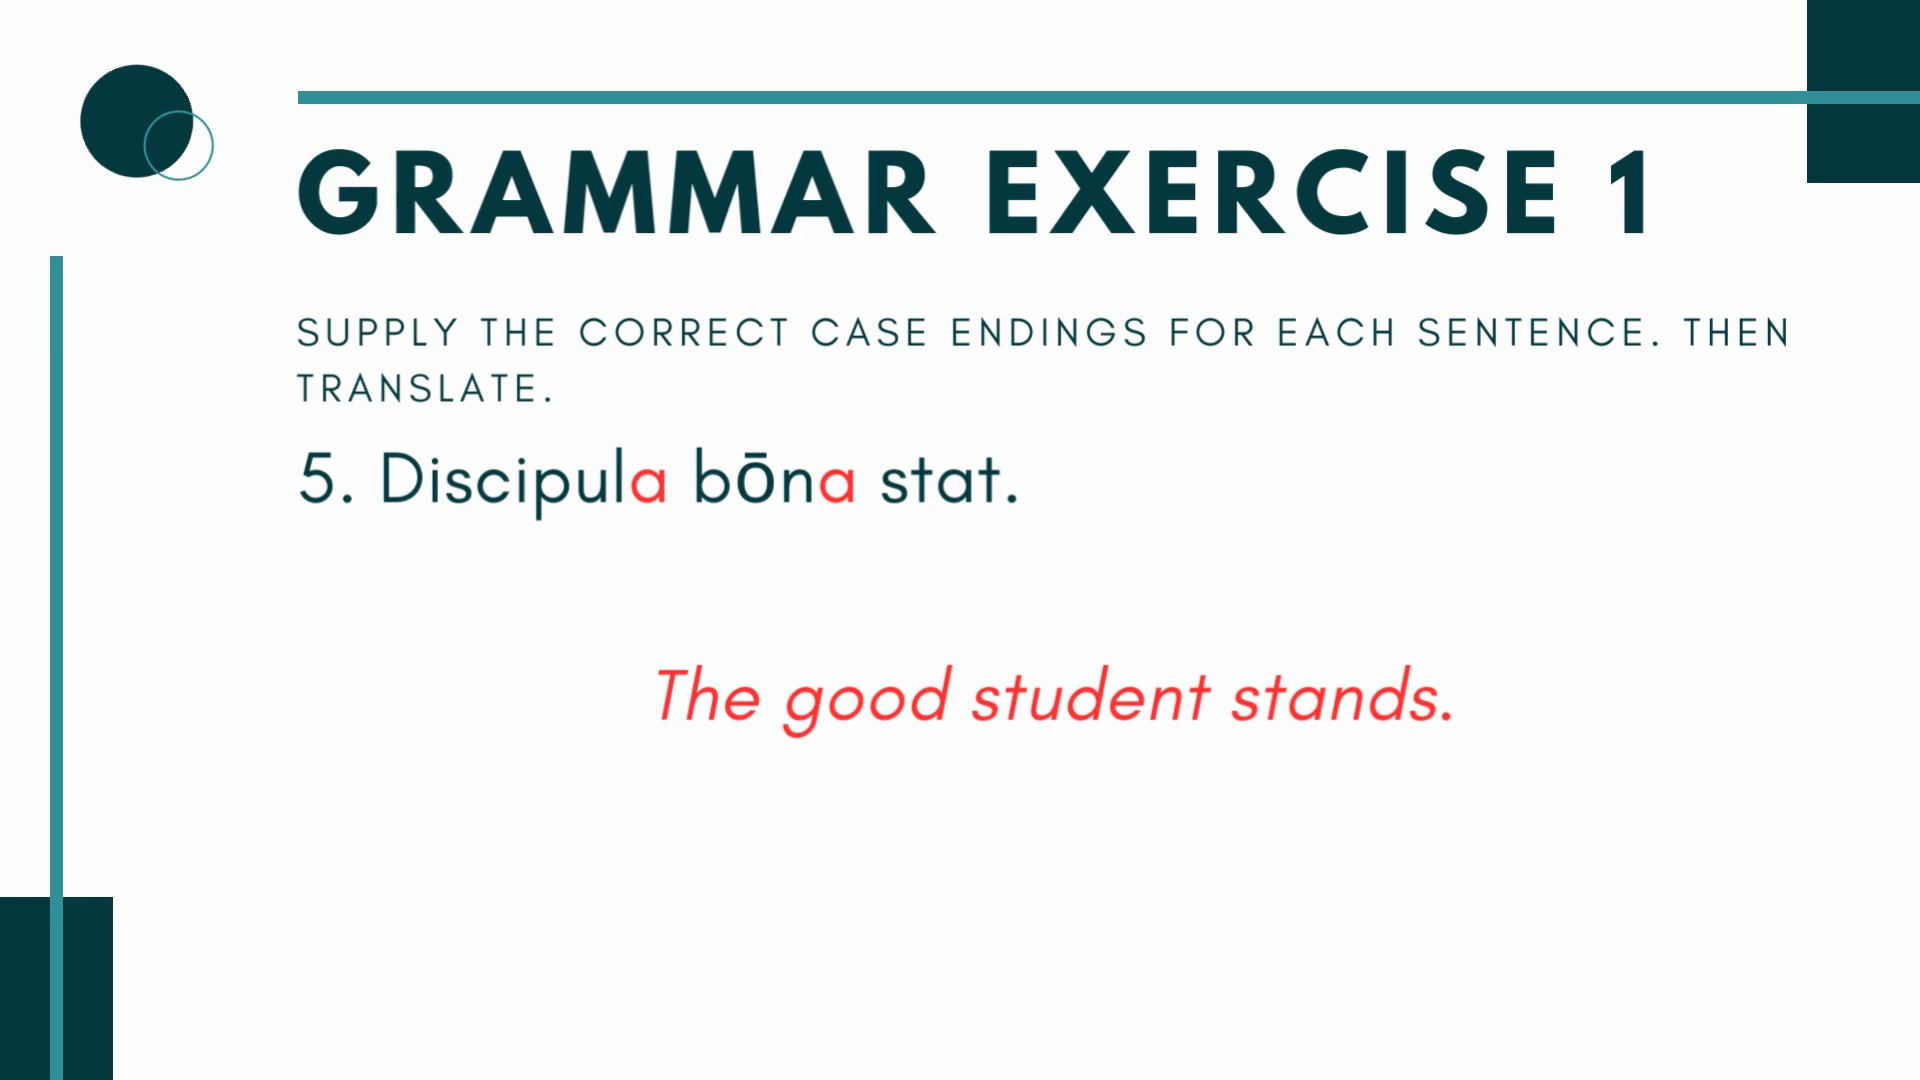 GRAMMAR EXERCISE 1
SUPPLY THE CORRECT CASE ENDINGS FOR EACH SENTENCE. THEN
TRANSLATE.
5. Discipula bōna stat.
The good student stands.